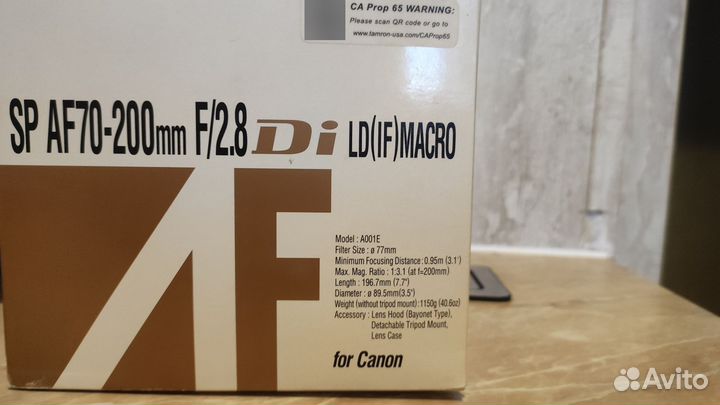 CA Prop 65 WARNING:
Please scan QR code or go to
www.tamron-usa.com/CAProp65
SP AF70-200mm F/2.8 Di LD(IF)MACRO
AF
Model : A001E
Filter Size : ø 77mm
Minimum Focusing Distance : 0.95m (3.1')
Max. Mag. Ratio : 1:3.1 (at f=200mm)
Length : 196.7mm (7.7")
Diameter : ø 89.5mm(3.5")
Weight (without tripod mount) : 1150g (40.6oz)
Accessory : Lens Hood (Bayonet Type),
Detachable Tripod Mount,
Lens Case
for Canon
Avito